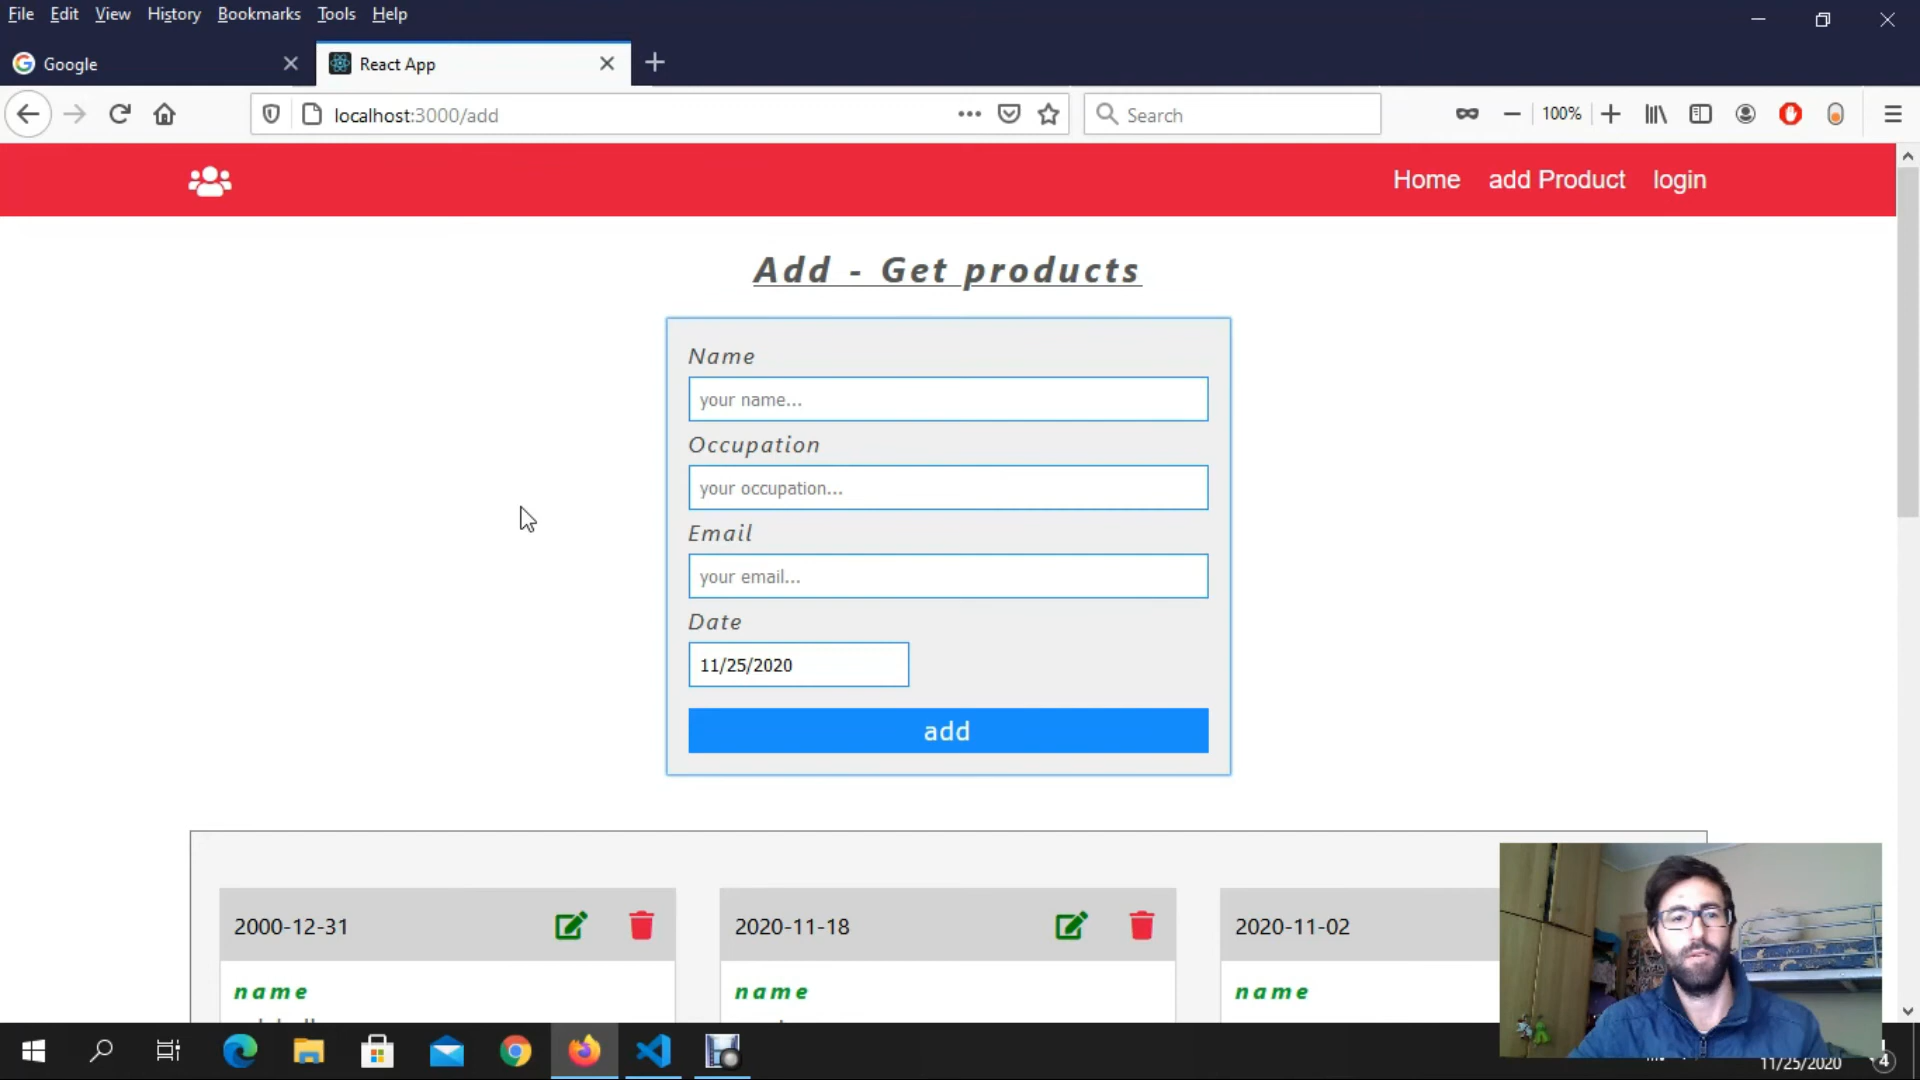 File Edit View History Bookmarks Tools Help
Google
React App
localhost:3000/add
Search
100%
Home add Product login
Add - Get products
Name
your name...
Occupation
your occupation...
Email
your email...
Date
11/25/2020
add
2000-12-31
2020-11-18
2020-11-02
name
name
name
11/25/2020
4